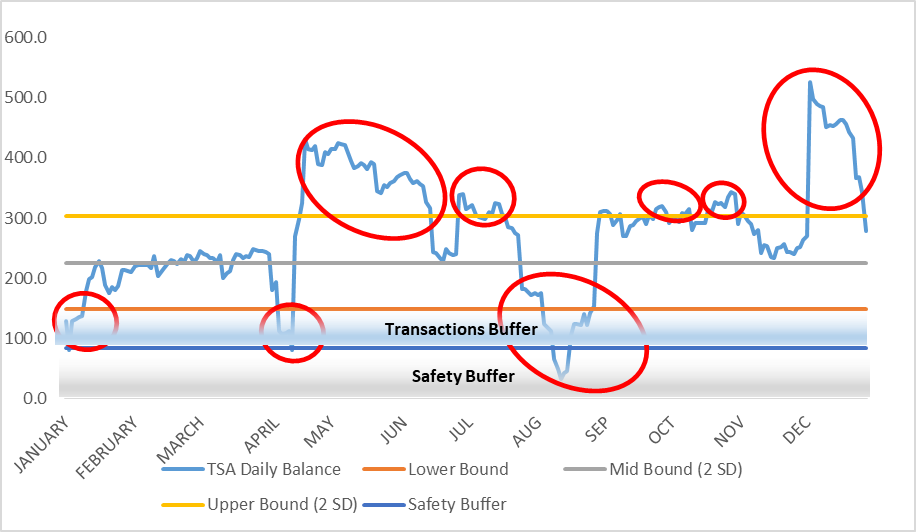 600.0
500.0
400.0
300.0
200.0
100.0
0.0
Transactions Buffer
Safety Buffer
JANUARY
FEBRUARY
MARCH
APRIL
MAY
JUN
JUL
AUG
SEP
OCT
NOV
DEC
TSA Daily Balance
Lower Bound
Mid Bound (2 SD)
Upper Bound (2 SD)
Safety Buffer